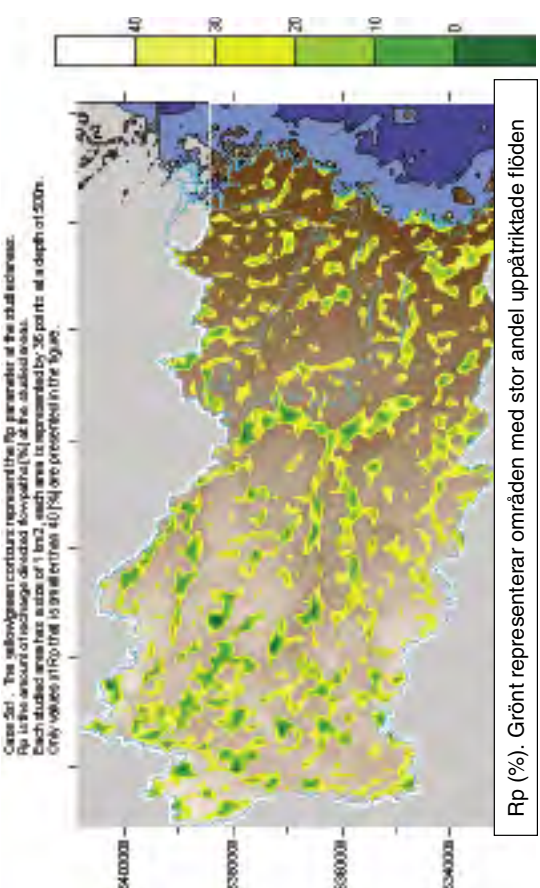 Case 5a1. The yellow/green contours represent the Rp parameter at the studied areas.
Rp is the amount of recharge directed flowpaths [%] at the studied areas.
Each studied area has a size of 1 km2, each area is represented by 36 points at a depth of 500m.
Only values of Rp that is smaller than 40 [%] are presented in the figure.
40
30
20
10
0
Rp (%). Grönt representerar områden med stor andel uppåtriktade flöden